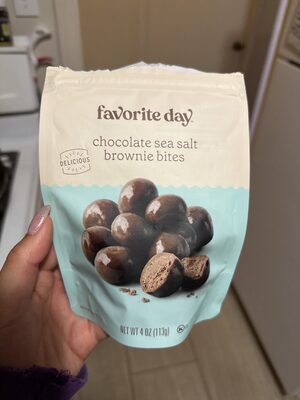 favorite day
chocolate sea salt
brownie bites
DELICIOUS
NET WT 4 OZ (113g)